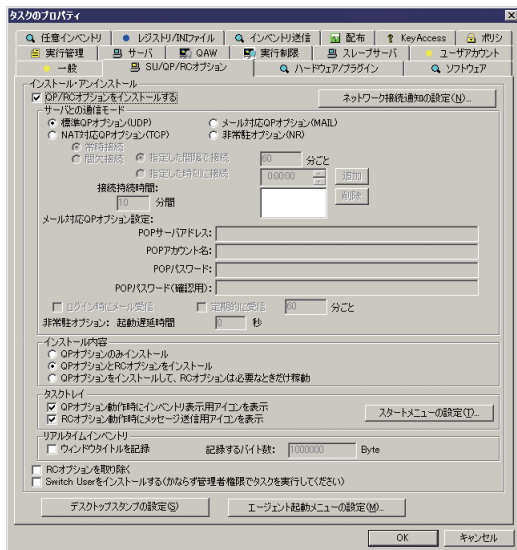 タスクのプロパティ
任意インベントリ レジストリ/INIファイル インベントリ送信 配布 KeyAccess ポリシ
実行管理 サーバ QAW 実行制限 スレーブサーバ ユーザアカウント
一般 SU/QP/RCオプション ハードウェア/プラグイン ソフトウェア
インストール・アンインストール
QP/RCオプションをインストールする ネットワーク接続通知の設定(N)...
サーバとの通信モード
標準QPオプション(UDP) メール対応QPオプション(MAIL)
NAT対応QPオプション(TCP) 非常駐オプション(NR)
常時接続
間欠接続 指定した間隔で接続 60 分ごと
指定した時刻に接続 0:00:00 追加
接続持続時間: 削除
10 分間
メール対応QPオプション設定:
POPサーバアドレス:
POPアカウント名:
POPパスワード:
POPパスワード(確認用):
ログイン時にメール受信 定期的に受信 60 分ごと
非常駐オプション: 起動遅延時間 0 秒
インストール内容
QPオプションのみインストール
QPオプションとRCオプションをインストール
QPオプションをインストールして、RCオプションは必要なときだけ稼動
タスクトレイ
QPオプション動作時にインベントリ表示用アイコンを表示
RCオプション動作時にメッセージ送信用アイコンを表示 スタートメニューの設定(T)...
リアルタイムインベントリ
ウィンドウタイトルを記録 記録するバイト数: 1000000 Byte
RCオプションを取り除く
Switch Userをインストールする(かならず管理者権限でタスクを実行してください)
デスクトップスタンプの設定(S) エージェント起動メニューの設定(M)...
OK キャンセル